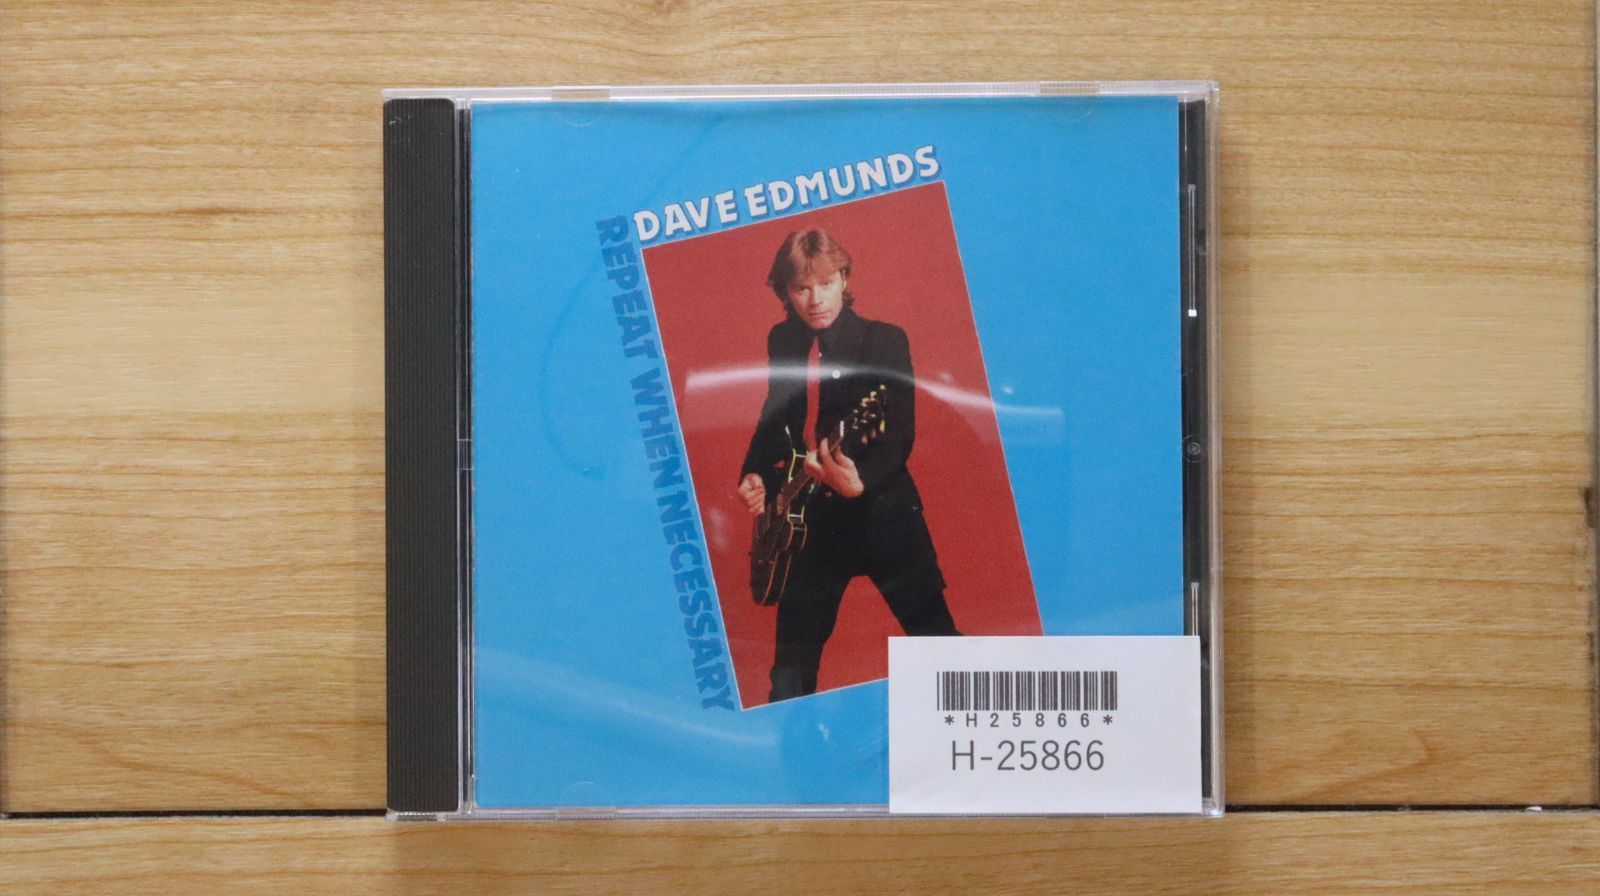 DAVE EDMUNDS
REPEAT WHEN NECESSARY
*H25866*
H-25866